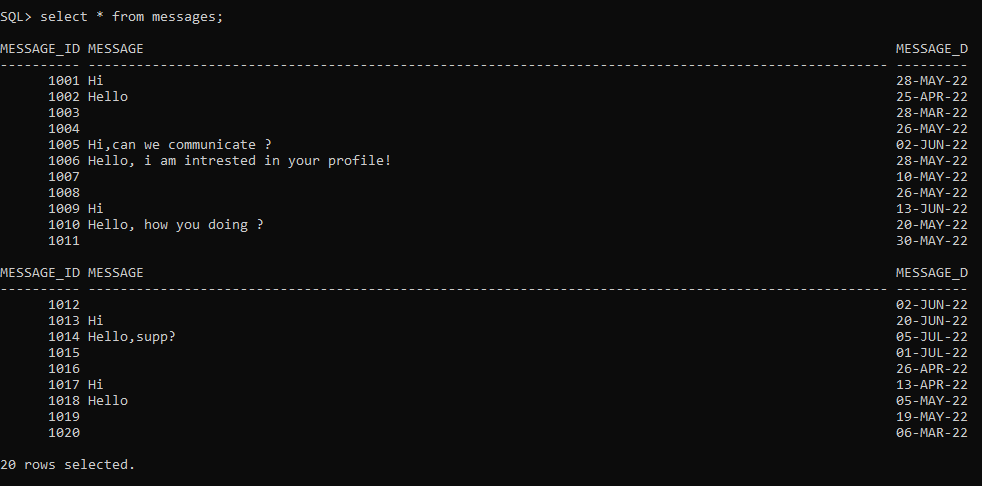 SQL> select * from messages;
MESSAGE_ID MESSAGE MESSAGE_D
---------- ---------------------------------------------------------------------------------------------------- ---------
1001 Hi 28-MAY-22
1002 Hello 25-APR-22
1003 28-MAR-22
1004 26-MAY-22
1005 Hi,can we communicate ? 02-JUN-22
1006 Hello, i am intrested in your profile! 28-MAY-22
1007 10-MAY-22
1008 26-MAY-22
1009 Hi 13-JUN-22
1010 Hello, how you doing ? 20-MAY-22
1011 30-MAY-22
MESSAGE_ID MESSAGE MESSAGE_D
---------- ---------------------------------------------------------------------------------------------------- ---------
1012 02-JUN-22
1013 Hi 20-JUN-22
1014 Hello,supp? 05-JUL-22
1015 01-JUL-22
1016 26-APR-22
1017 Hi 13-APR-22
1018 Hello 05-MAY-22
1019 19-MAY-22
1020 06-MAR-22
20 rows selected.